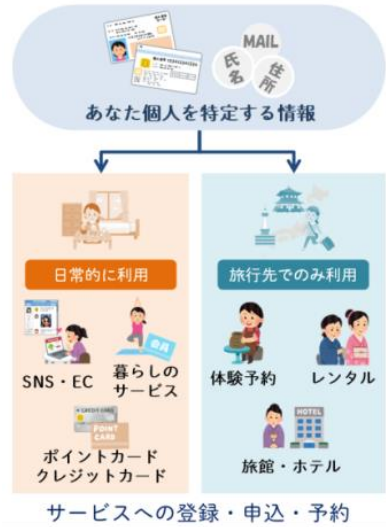 MAIL
氏名
住所
あなた個人を特定する情報
日常的に利用
旅行先でのみ利用
SNS・EC
暮らしの
サービス
会員
体験予約
レンタル
CREDIT CARD
POINT
CARD
ポイントカード
クレジットカード
HOTEL
旅館・ホテル
サービスへの登録・申込・予約